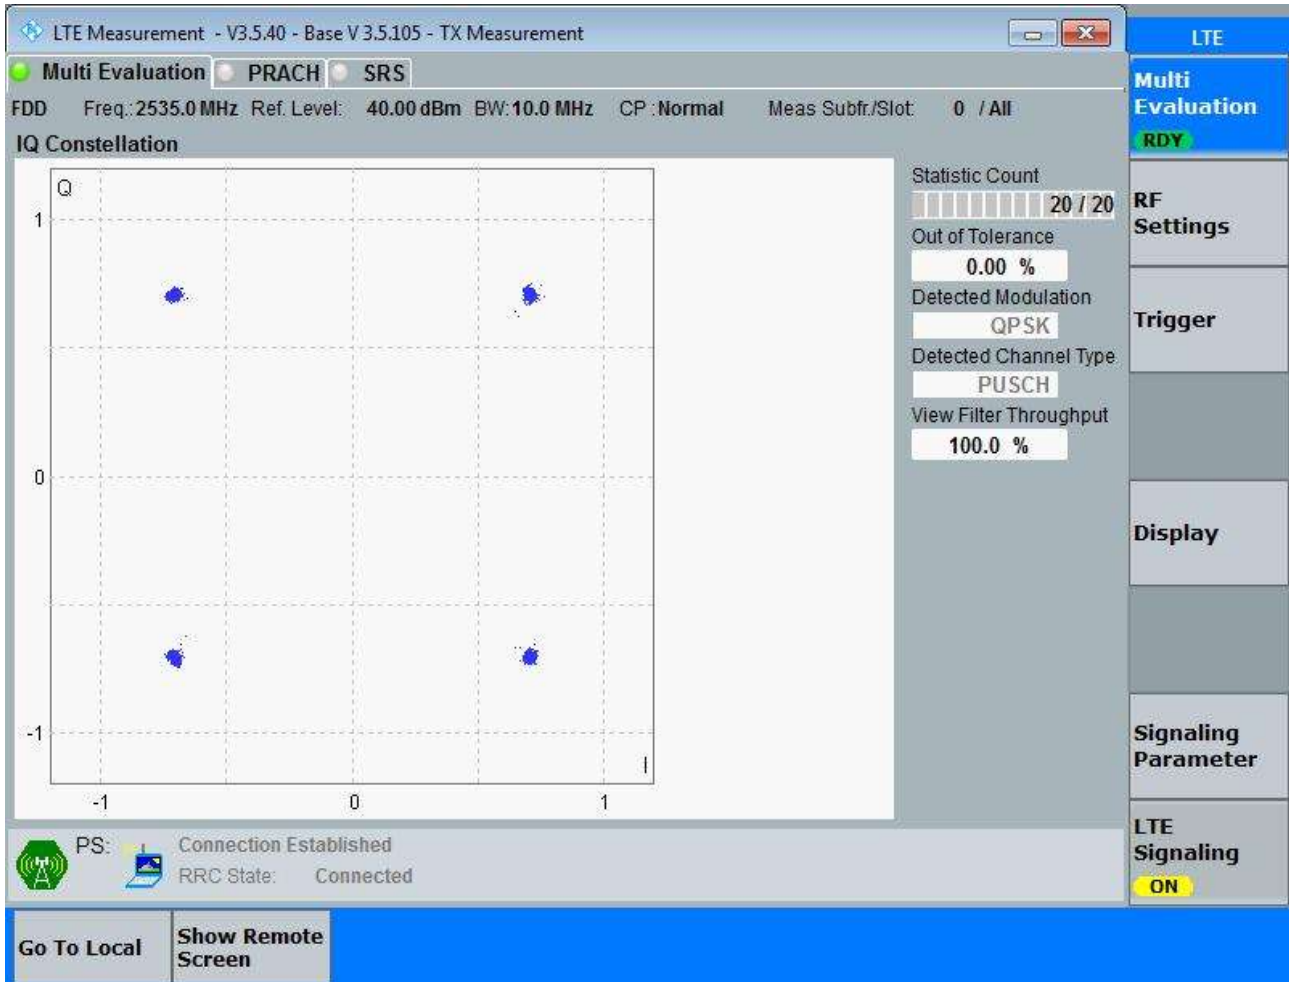 LTE Measurement - V3.5.40 - Base V 3.5.105 - TX Measurement
LTE
Multi Evaluation PRACH SRS
FDD Freq.: 2535.0 MHz Ref. Level: 40.00 dBm BW: 10.0 MHz CP : Normal Meas Subfr./Slot: 0 / All
IQ Constellation
Q
1
0
-1
I
-1 0 1
Statistic Count
20 / 20
Out of Tolerance
0.00 %
Detected Modulation
QPSK
Detected Channel Type
PUSCH
View Filter Throughput
100.0 %
Multi
Evaluation
RDY
RF
Settings
Trigger
Display
Signaling
Parameter
LTE
Signaling
ON
PS: Connection Established
RRC State: Connected
Go To Local
Show Remote
Screen